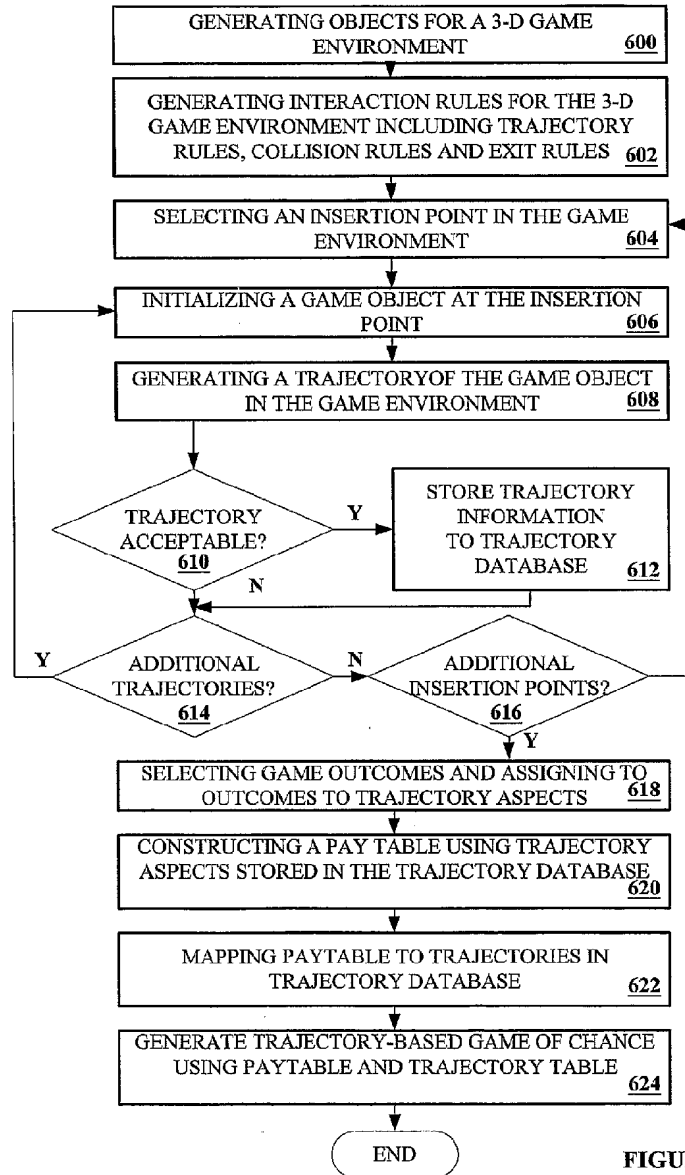 GENERATING OBJECTS FOR A 3-D GAME
ENVIRONMENT
600
GENERATING INTERACTION RULES FOR THE 3-D
GAME ENVIRONMENT INCLUDING TRAJECTORY
RULES, COLLISION RULES AND EXIT RULES
602
SELECTING AN INSERTION POINT IN THE GAME
ENVIRONMENT
604
INITIALIZING A GAME OBJECT AT THE INSERTION
POINT
606
GENERATING A TRAJECTORYOF THE GAME OBJECT
IN THE GAME ENVIRONMENT
608
TRAJECTORY
ACCEPTABLE?
610
Y
N
STORE TRAJECTORY
INFORMATION
TO TRAJECTORY
DATABASE
612
Y
ADDITIONAL
TRAJECTORIES?
614
N
ADDITIONAL
INSERTION POINTS?
616
Y
SELECTING GAME OUTCOMES AND ASSIGNING TO
OUTCOMES TO TRAJECTORY ASPECTS
618
CONSTRUCTING A PAY TABLE USING TRAJECTORY
ASPECTS STORED IN THE TRAJECTORY DATABASE
620
MAPPING PAYTABLE TO TRAJECTORIES IN
TRAJECTORY DATABASE
622
GENERATE TRAJECTORY-BASED GAME OF CHANCE
USING PAYTABLE AND TRAJECTORY TABLE
624
END
FIGU